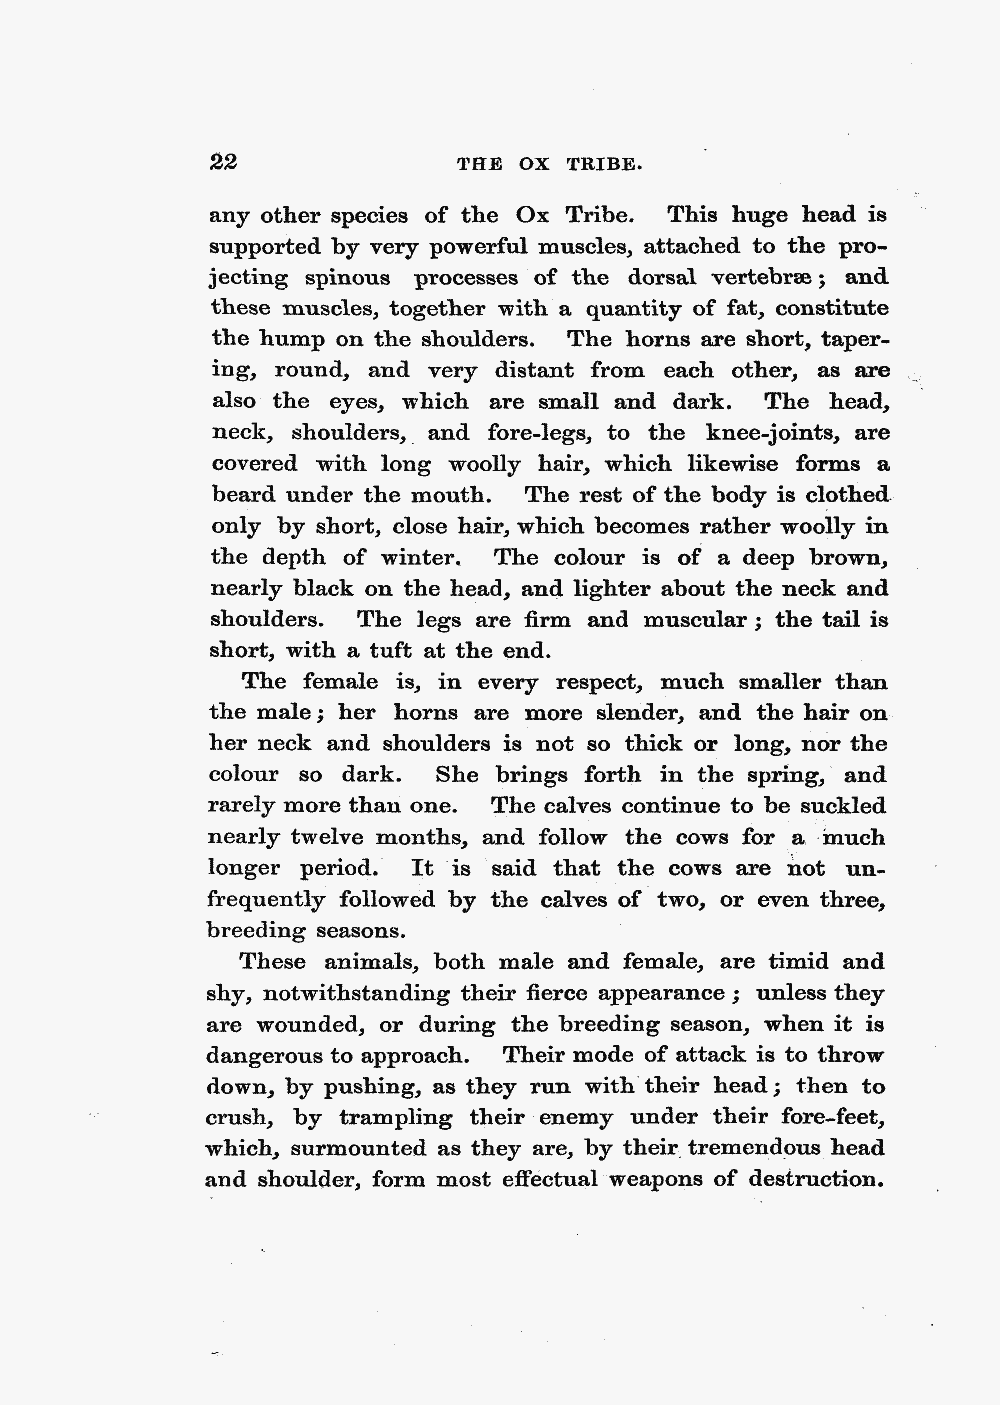 22 THE OX TRIBE.
any other species of the Ox Tribe. This huge head is
supported by very powerful muscles, attached to the pro-
jecting spinous processes of the dorsal vertebræ; and
these muscles, together with a quantity of fat, constitute
the hump on the shoulders. The horns are short, taper-
ing, round, and very distant from each other, as are
also the eyes, which are small and dark. The head,
neck, shoulders, and fore-legs, to the knee-joints, are
covered with long woolly hair, which likewise forms a
beard under the mouth. The rest of the body is clothed
only by short, close hair, which becomes rather woolly in
the depth of winter. The colour is of a deep brown,
nearly black on the head, and lighter about the neck and
shoulders. The legs are firm and muscular; the tail is
short, with a tuft at the end.
The female is, in every respect, much smaller than
the male; her horns are more slender, and the hair on
her neck and shoulders is not so thick or long, nor the
colour so dark. She brings forth in the spring, and
rarely more than one. The calves continue to be suckled
nearly twelve months, and follow the cows for a much
longer period. It is said that the cows are not un-
frequently followed by the calves of two, or even three,
breeding seasons.
These animals, both male and female, are timid and
shy, notwithstanding their fierce appearance; unless they
are wounded, or during the breeding season, when it is
dangerous to approach. Their mode of attack is to throw
down, by pushing, as they run with their head; then to
crush, by trampling their enemy under their fore-feet,
which, surmounted as they are, by their tremendous head
and shoulder, form most effectual weapons of destruction.